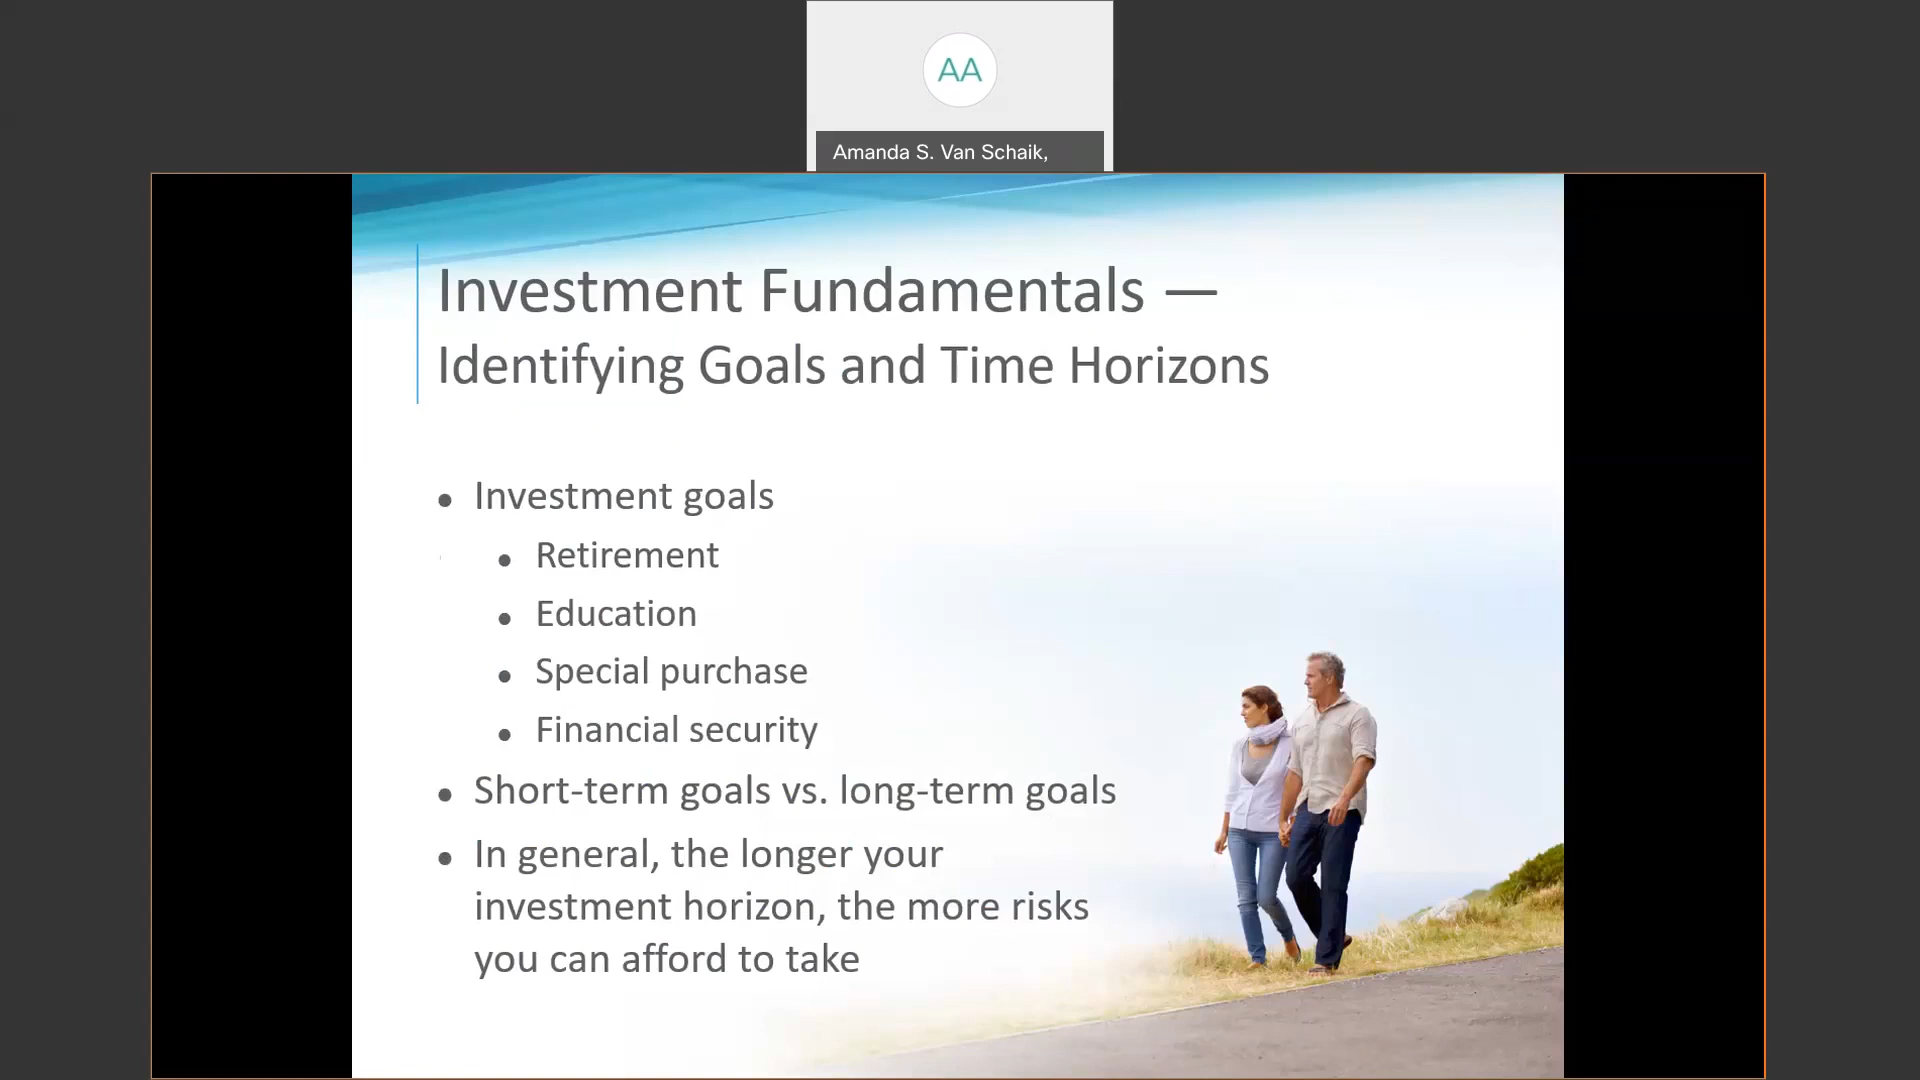 AA
Amanda S. Van Schaik,
Investment Fundamentals —
Identifying Goals and Time Horizons
• Investment goals
• Retirement
• Education
• Special purchase
• Financial security
• Short-term goals vs. long-term goals
• In general, the longer your
investment horizon, the more risks
you can afford to take